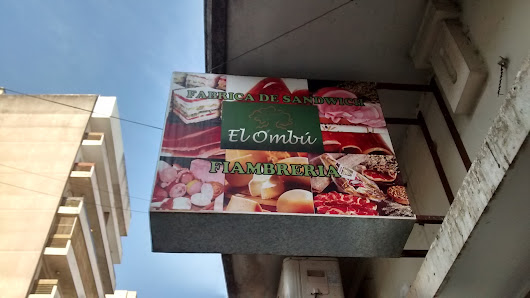 FABRICA DE SANDWICH
El Ombú
FIAMBRERIA